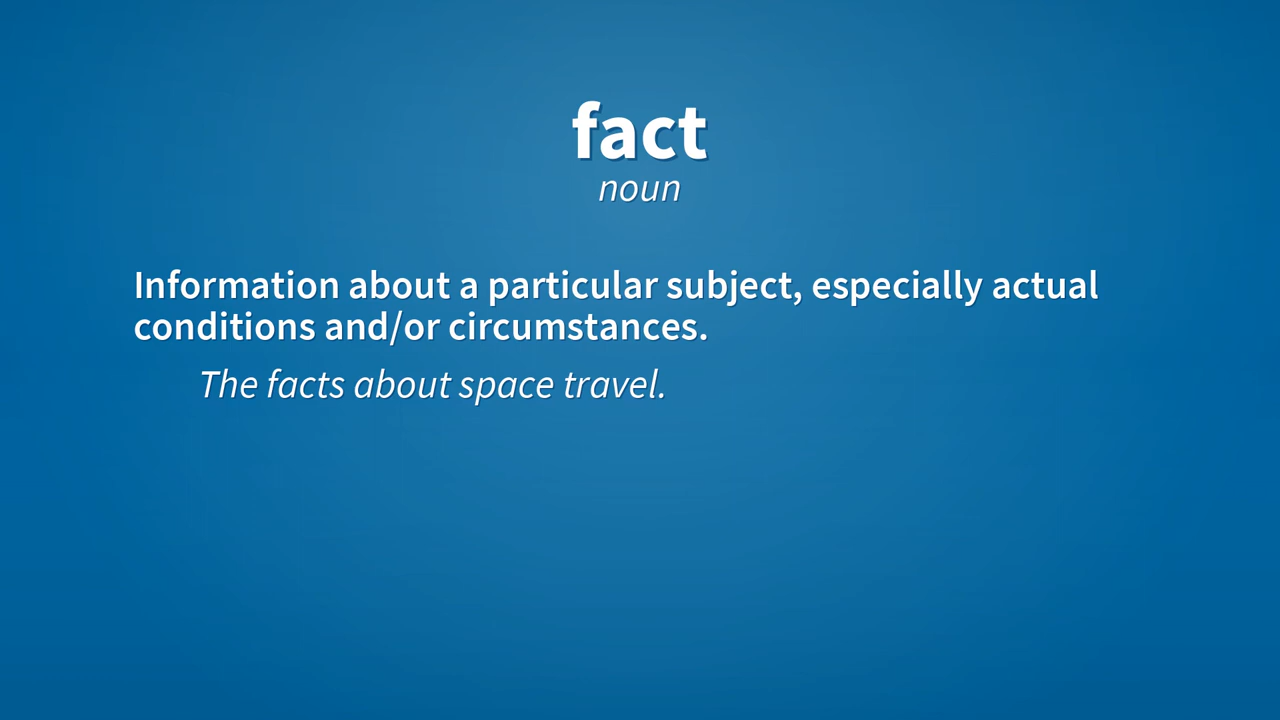 fact
noun
Information about a particular subject, especially actual
conditions and/or circumstances.
The facts about space travel.